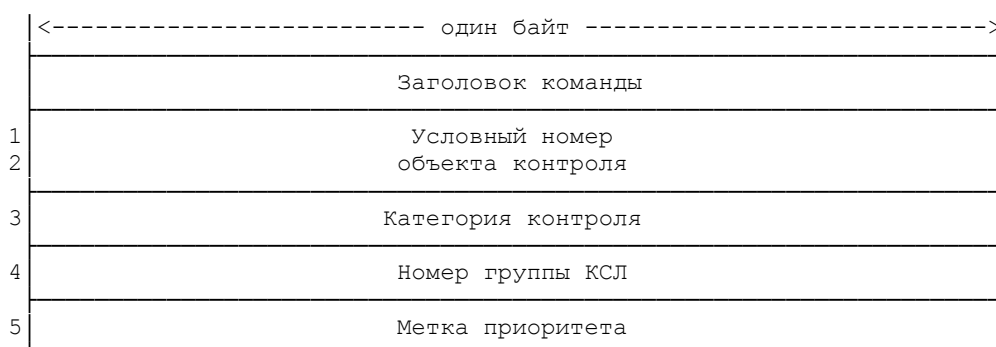 |<-------------------------- один байт ---------------------------->
Заголовок команды
1 Условный номер
2 объекта контроля
3 Категория контроля
4 Номер группы КСЛ
5 Метка приоритета